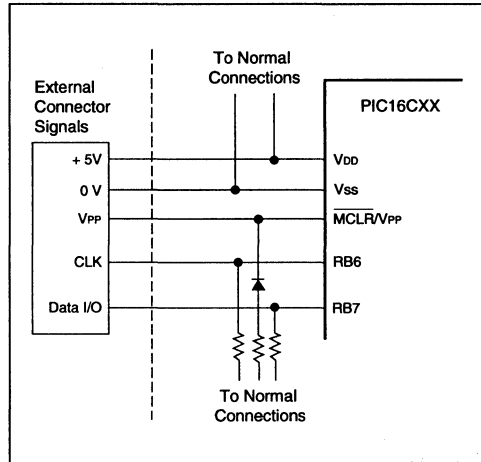 To Normal
Connections
External
Connector
Signals
PIC16CXX
+ 5V
VDD
0 V
Vss
VPP
MCLR/VPP
CLK
RB6
Data I/O
RB7
To Normal
Connections